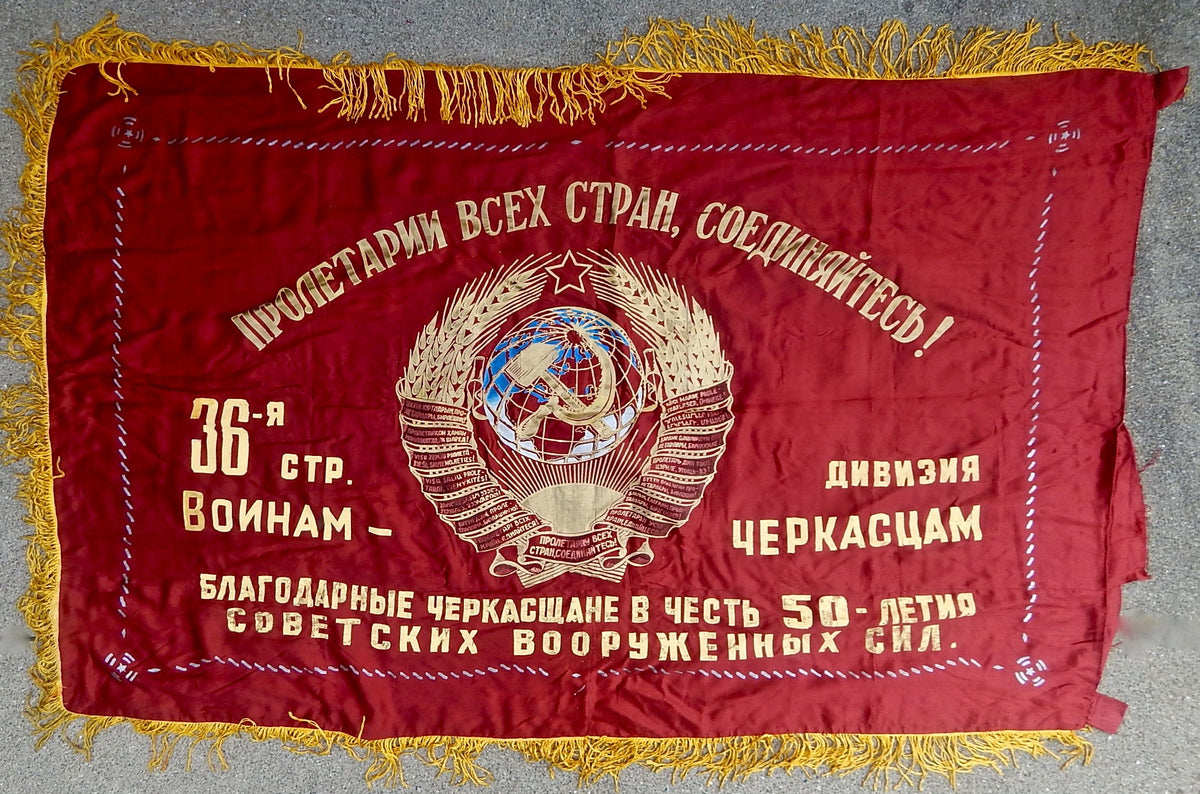 ПРОЛЕТАРИИ ВСЕХ СТРАН, СОЕДИНЯЙТЕСЬ!
36-я СТР. ДИВИЗИЯ
ВОИНАМ – ЧЕРКАСЦАМ
ПРОЛЕТАРИИ ВСЕХ
СТРАН, СОЕДИНЯЙТЕСЬ!
БЛАГОДАРНЫЕ ЧЕРКАСЩАНЕ В ЧЕСТЬ 50-ЛЕТИЯ
СОВЕТСКИХ ВООРУЖЕННЫХ СИЛ.